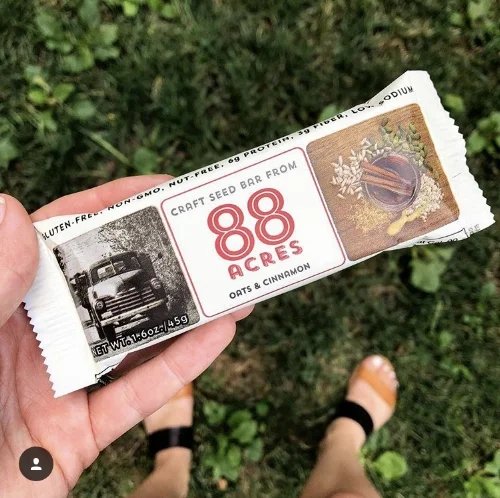 GLUTEN-FREE, NON-GMO, NUT-FREE, 6g PROTEIN, 3g FIBER, LOW SODIUM
CRAFT SEED BAR FROM
88
ACRES
OATS & CINNAMON
NET WT. 1.6oz/45g